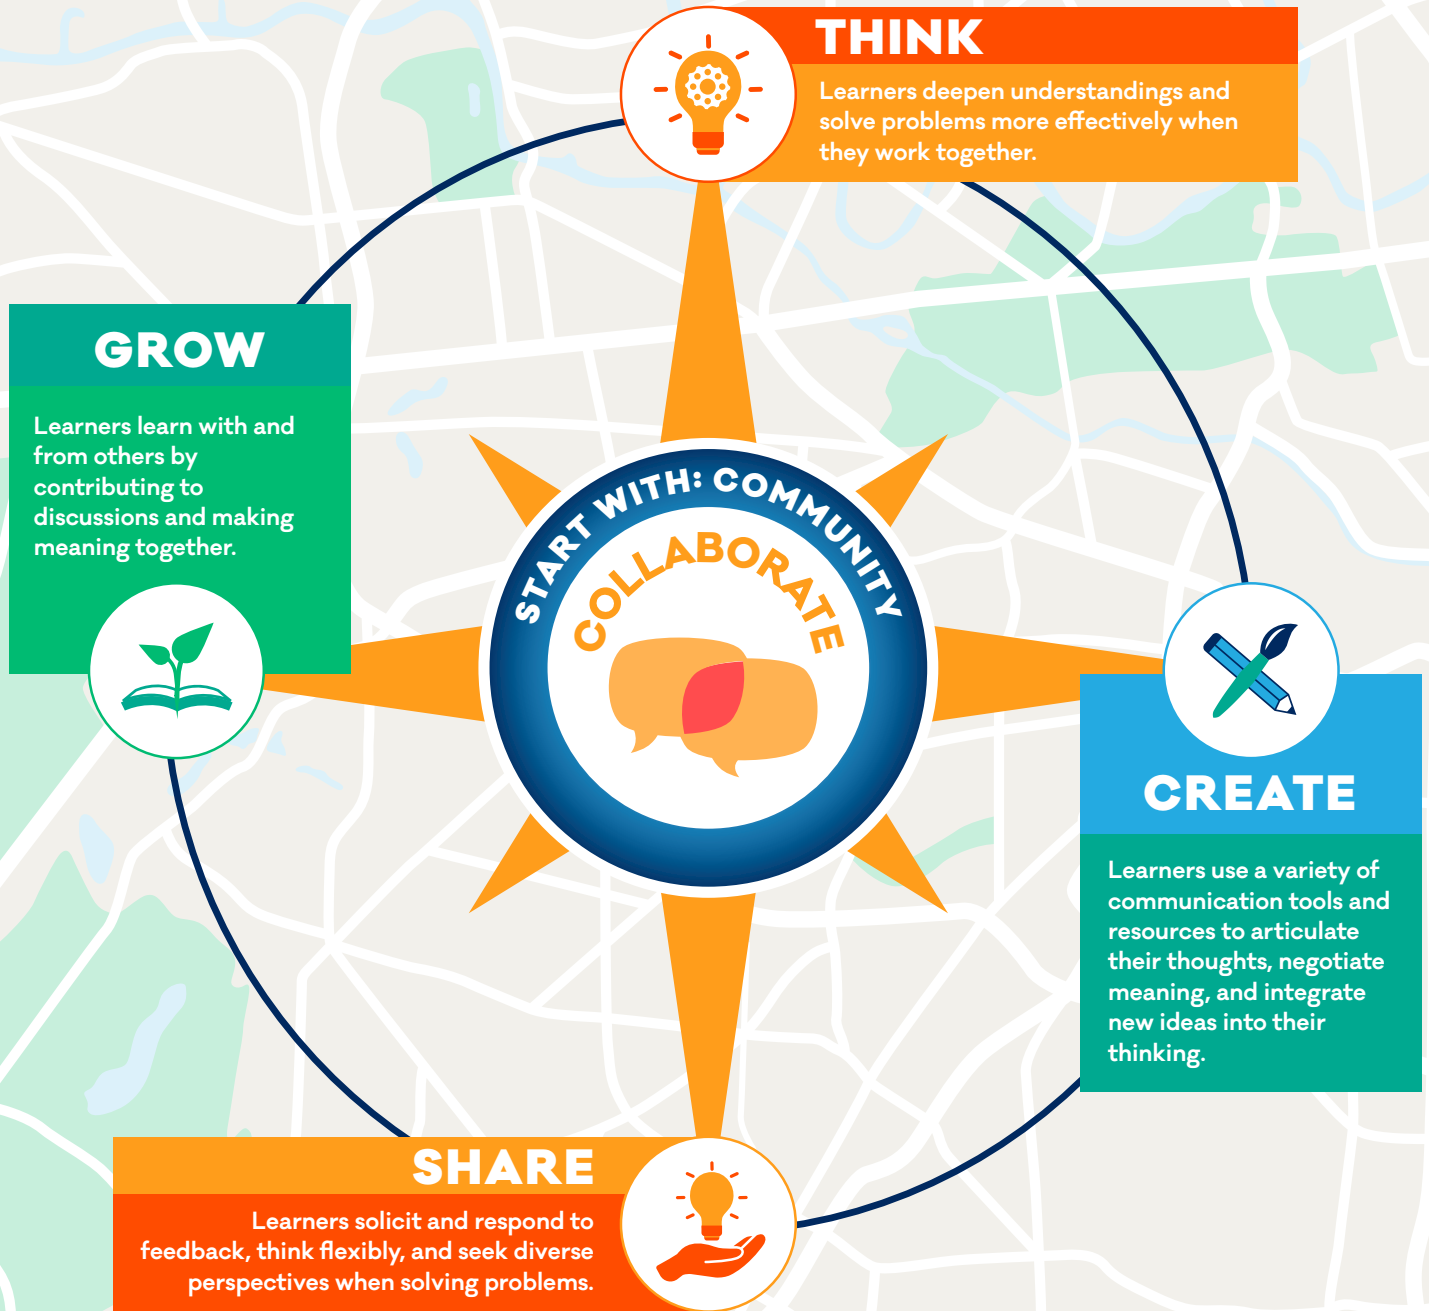 THINK
Learners deepen understandings and
solve problems more effectively when
they work together.
GROW
Learners learn with and
from others by
contributing to
discussions and making
meaning together.
START WITH: COMMUNITY
COLLABORATE
CREATE
Learners use a variety of
communication tools and
resources to articulate
their thoughts, negotiate
meaning, and integrate
new ideas into their
thinking.
SHARE
Learners solicit and respond to
feedback, think flexibly, and seek diverse
perspectives when solving problems.